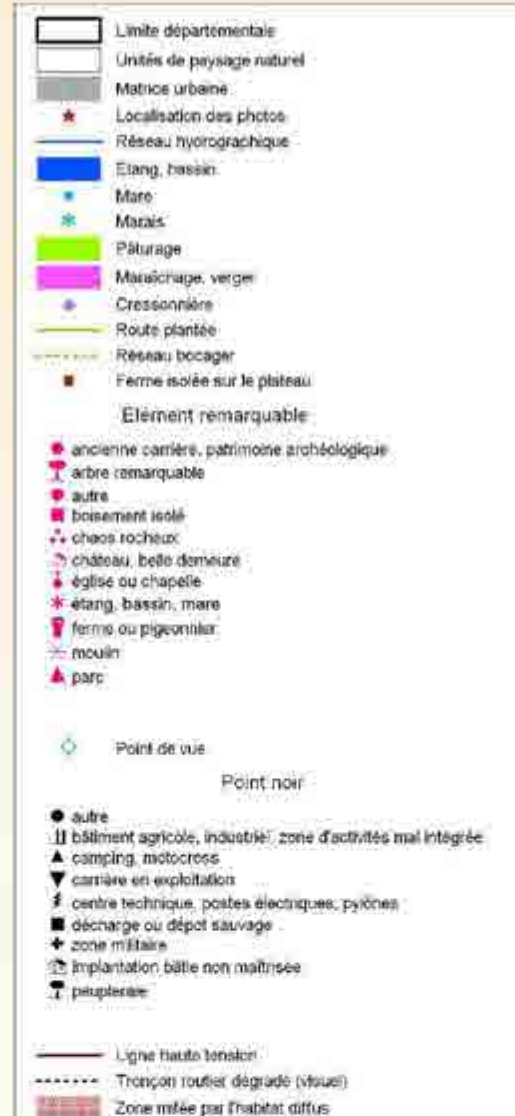 Limite départementale
Unités de paysage naturel
Matrice urbaine
Localisation des photos
Réseau hydrographique
Etang, bassin
Mare
Marais
Pâturage
Maraîchage, verger
Cressonnière
Route plantée
Réseau bocager
Ferme isolée sur le plateau
Elément remarquable
ancienne carrière, patrimoine archéologique
arbre remarquable
autre
boisement isolé
chaos rocheux
château, belle demeure
église ou chapelle
étang, bassin, mare
ferme ou pigeonnier
moulin
parc
Point de vue
Point noir
autre
bâtiment agricole, industriel, zone d'activités mal intégrée
camping, motocross
carrière en exploitation
centre technique, postes électriques, pylônes
décharge ou dépôt sauvage
zone militaire
implantation bâtie non maîtrisée
peupleraie
Ligne haute tension
Tronçon routier dégradé (visuel)
Zone mitée par l'habitat diffus